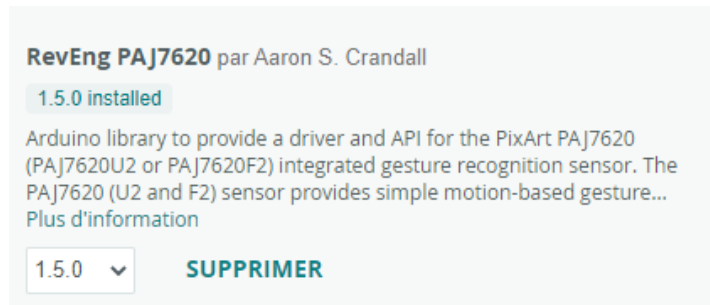 RevEng PAJ7620 par Aaron S. Crandall
1.5.0 installed
Arduino library to provide a driver and API for the PixArt PAJ7620
(PAJ7620U2 or PAJ7620F2) integrated gesture recognition sensor. The
PAJ7620 (U2 and F2) sensor provides simple motion-based gesture...
Plus d'information
1.5.0 SUPPRIMER